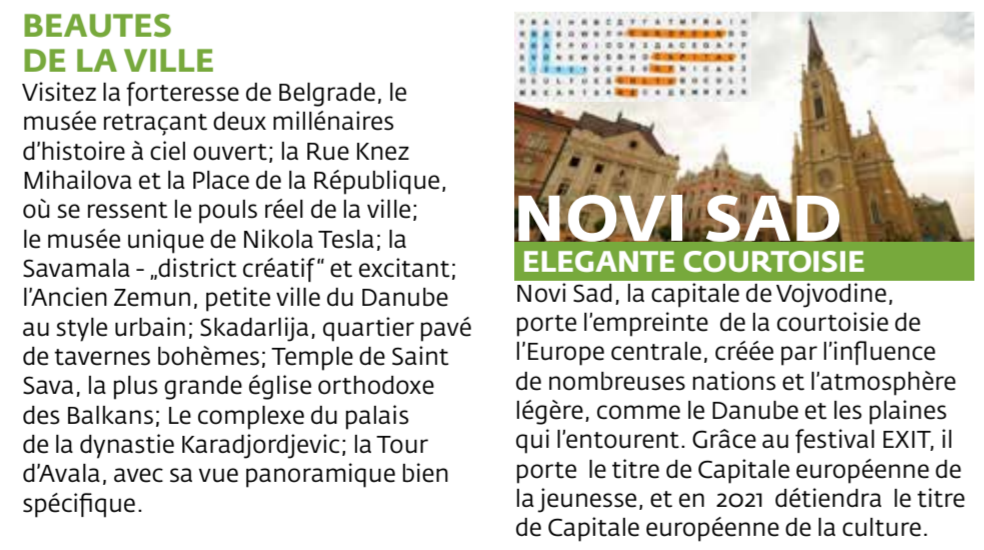 BEAUTES
DE LA VILLE
Visitez la forteresse de Belgrade, le
musée retraçant deux millénaires
d'histoire à ciel ouvert; la Rue Knez
Mihailova et la Place de la République,
où se ressent le pouls réel de la ville;
le musée unique de Nikola Tesla; la
Savamala - „district créatif“ et excitant;
l'Ancien Zemun, petite ville du Danube
au style urbain; Skadarlija, quartier pavé
de tavernes bohèmes; Temple de Saint
Sava, la plus grande église orthodoxe
des Balkans; Le complexe du palais
de la dynastie Karadjordjevic; la Tour
d'Avala, avec sa vue panoramique bien
spécifique.
NOVI SAD
ELEGANTE COURTOISIE
Novi Sad, la capitale de Vojvodine,
porte l'empreinte de la courtoisie de
l'Europe centrale, créée par l'influence
de nombreuses nations et l'atmosphère
légère, comme le Danube et les plaines
qui l'entourent. Grâce au festival EXIT, il
porte le titre de Capitale européenne de
la jeunesse, et en 2021 détiendra le titre
de Capitale européenne de la culture.